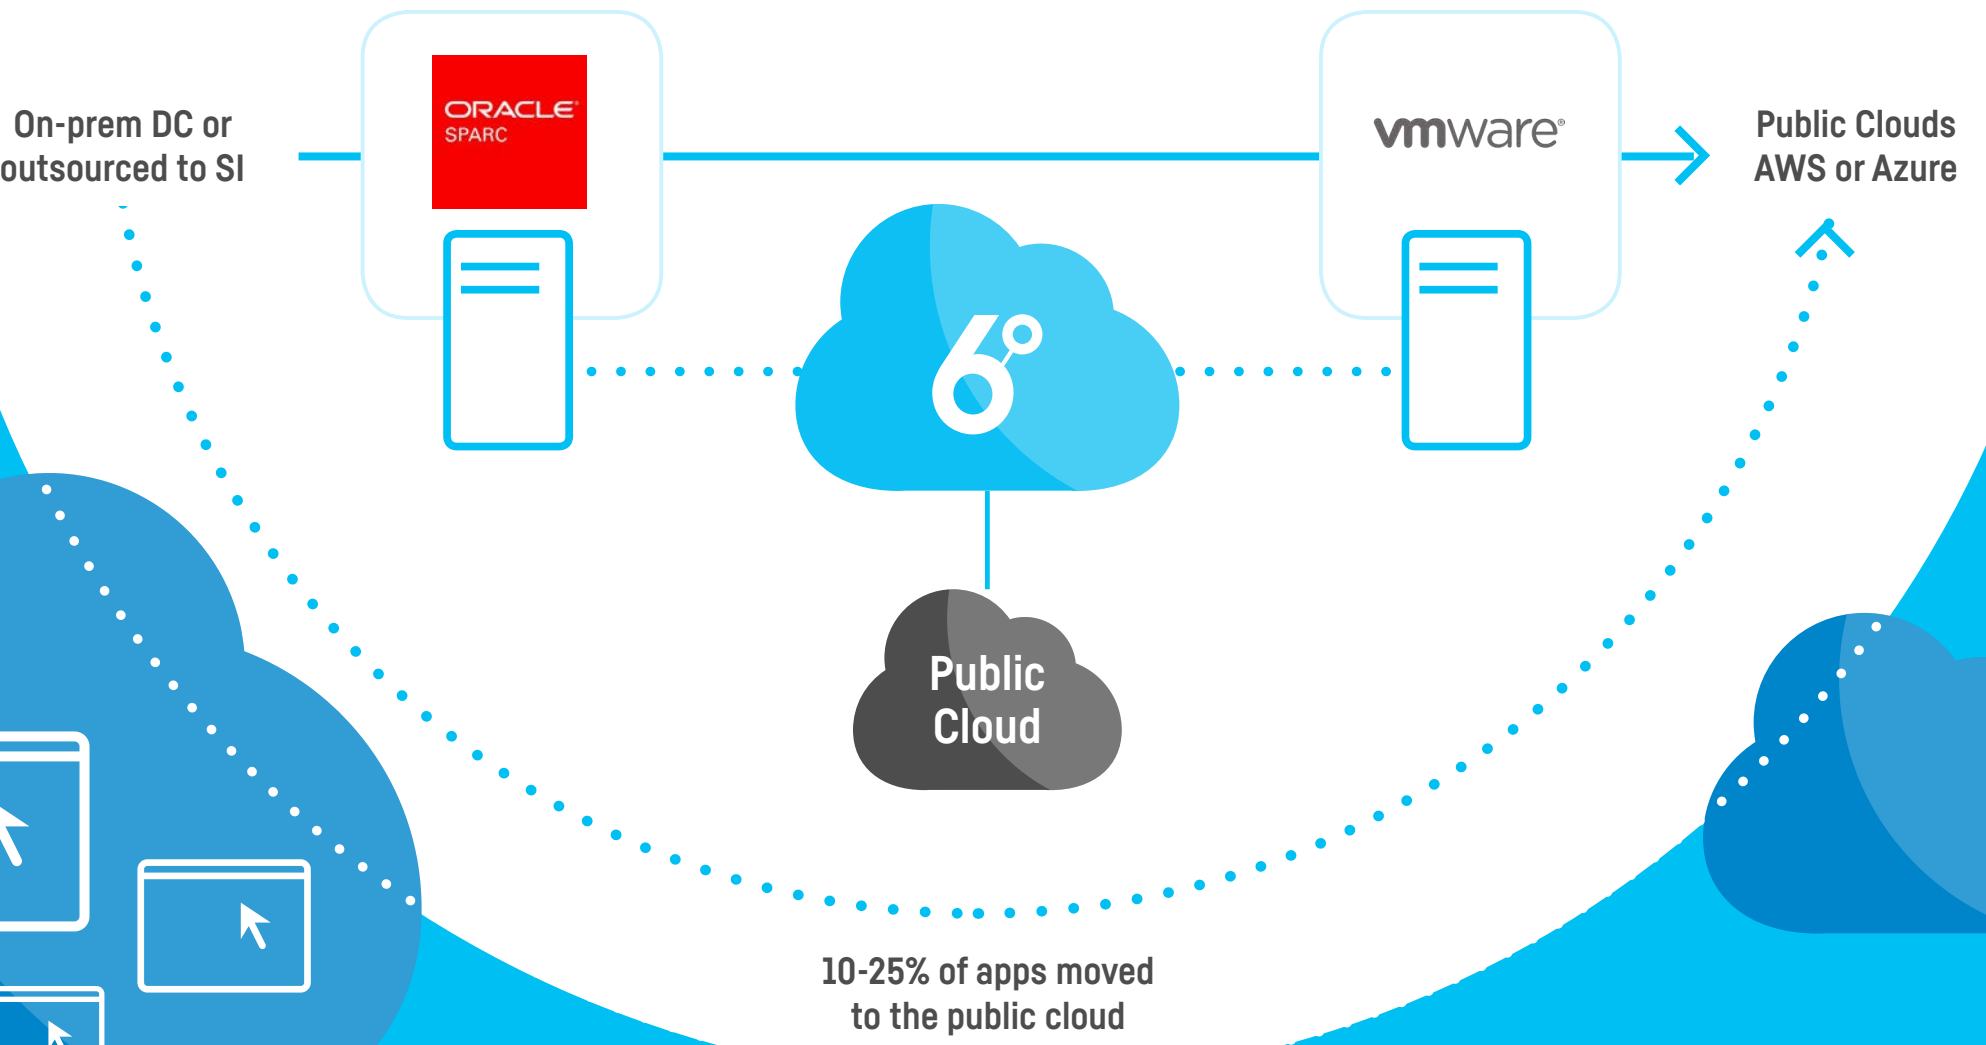 On-prem DC or
outsourced to SI
ORACLE®
SPARC
vmware®
Public Clouds
AWS or Azure
6°
Public
Cloud
10-25% of apps moved
to the public cloud